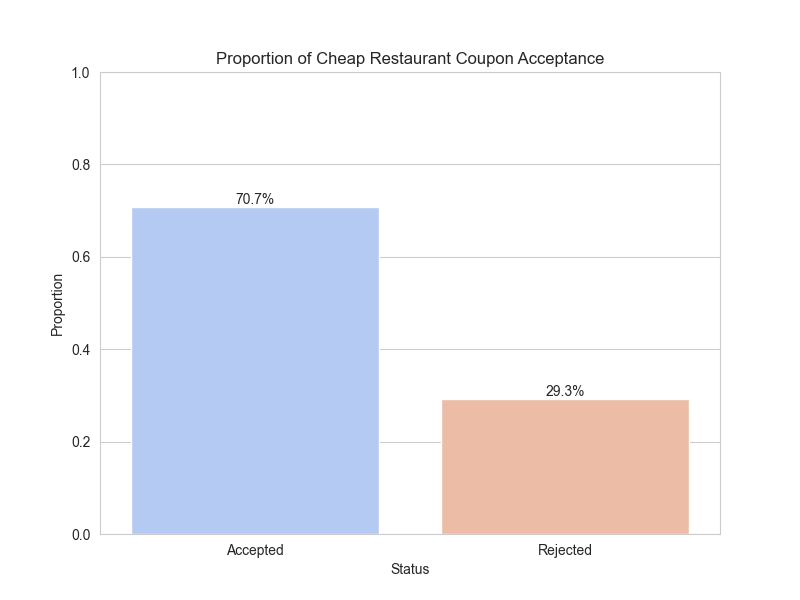 Proportion of Cheap Restaurant Coupon Acceptance
1.0
0.8
0.6
0.4
0.2
0.0
Proportion
70.7%
29.3%
Accepted Rejected
Status